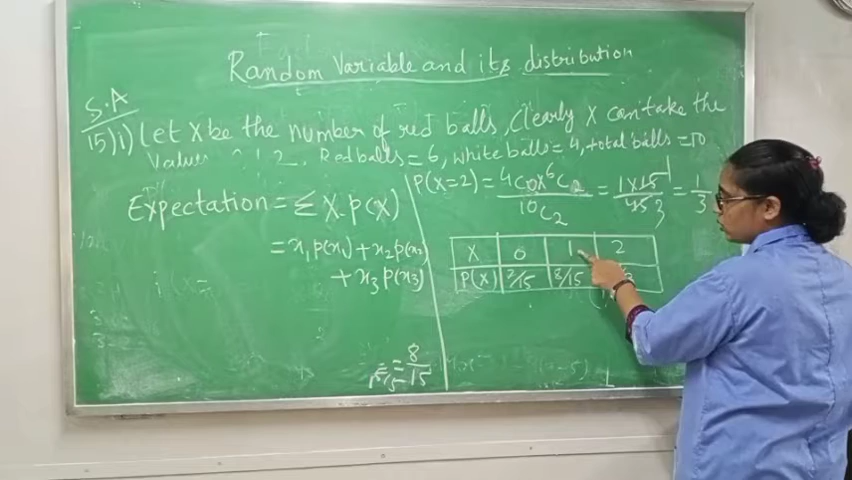 Random Variable and its distribution
S.A
15) i) Let X be the number of red balls, Clearly X can take the
Values 0, 1, 2. Red balls = 6, white balls = 4, total balls = 10
Expectation = Σ X.P(X)
= x₁p(x₁) + x₂p(x₂)
+ x₃p(x₃)
= 8/15
P(X=2) = 4C0 x 6C2 / 10C2 = 1 x 15 / 45 = 1/3
1
3
X 0 1 2
P(X) 2/15 8/15